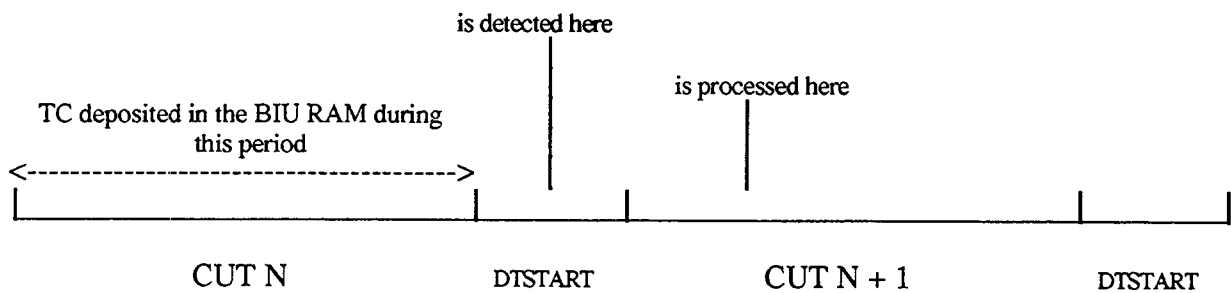 is detected here
is processed here
TC deposited in the BIU RAM during
this period
CUT N
DTSTART
CUT N + 1
DTSTART